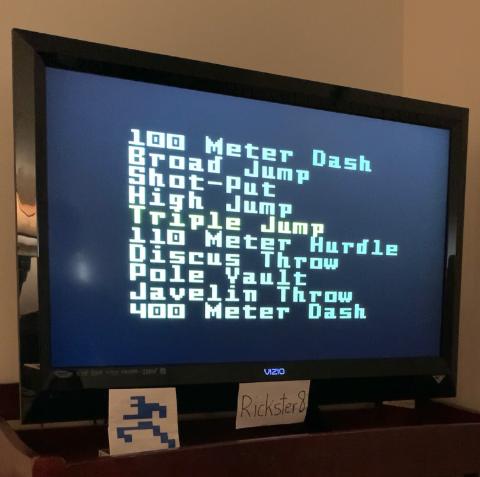 100 Meter Dash
Broad Jump
Shot-Put
High Jump
Triple Jump
110 Meter Hurdle
Discus Throw
Pole Vault
Javelin Throw
400 Meter Dash
VIZIO
Rickster8